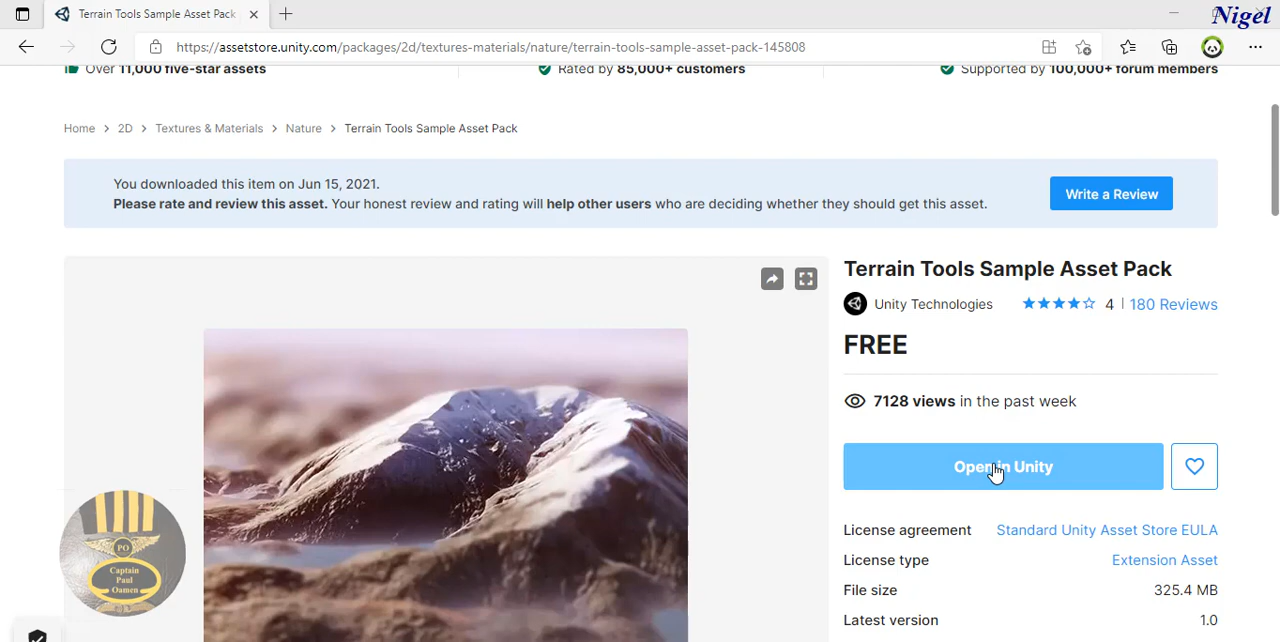 Terrain Tools Sample Asset Pack
Nigel
https://assetstore.unity.com/packages/2d/textures-materials/nature/terrain-tools-sample-asset-pack-145808
Over 11,000 five-star assets
Rated by 85,000+ customers
Supported by 100,000+ forum members
Home > 2D > Textures & Materials > Nature > Terrain Tools Sample Asset Pack
You downloaded this item on Jun 15, 2021.
Please rate and review this asset. Your honest review and rating will help other users who are deciding whether they should get this asset.
Write a Review
Terrain Tools Sample Asset Pack
Unity Technologies
4 | 180 Reviews
FREE
7128 views in the past week
Open in Unity
License agreement Standard Unity Asset Store EULA
License type Extension Asset
File size 325.4 MB
Latest version 1.0
PO
Captain
Paul
Oamen